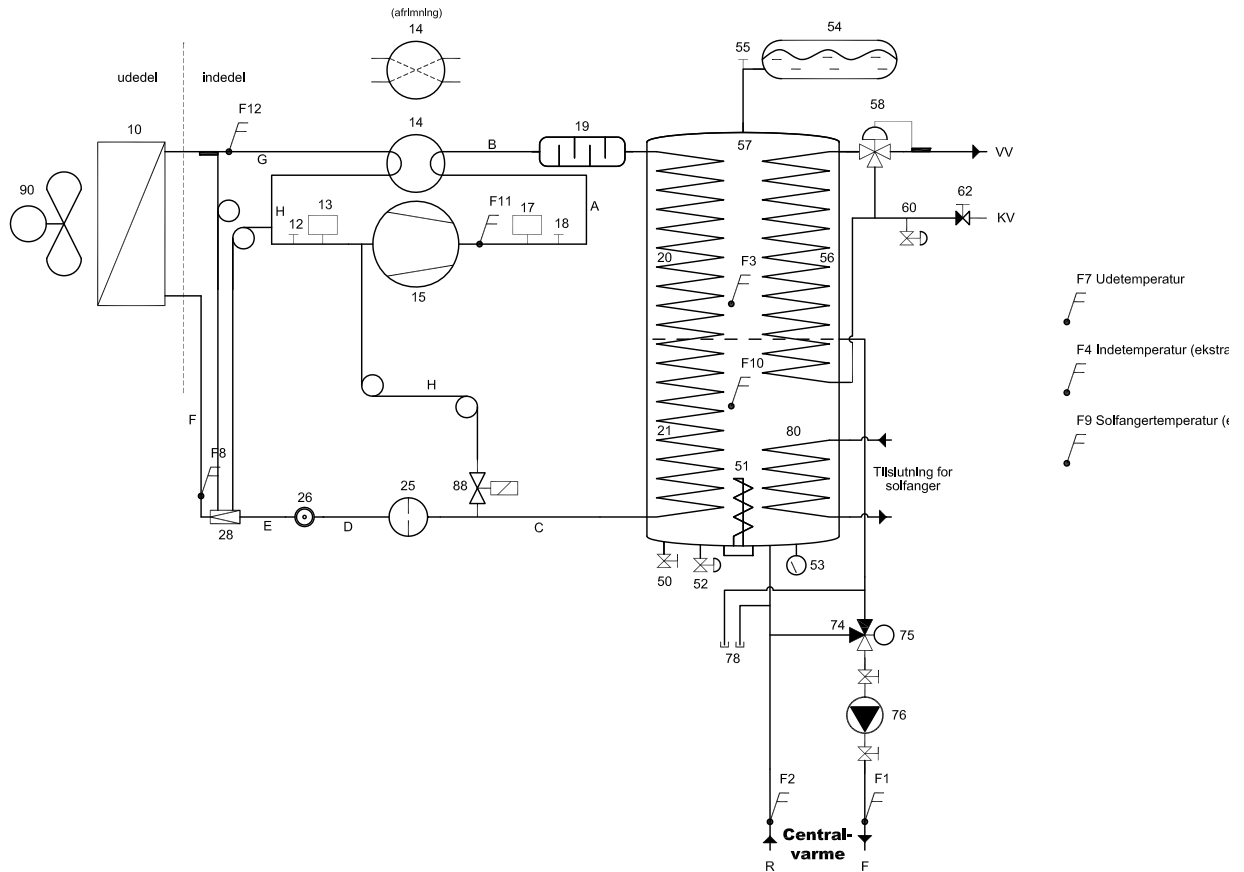 (afrimning)
14
54
55
udedel
indedel
58
F12
14
19
10
57
B
G
VV
90
13
F11
17
62
H
A
12
18
60
KV
20
F3
56
F7 Udetemperatur
15
F4 Indetemperatur (ekstra
F10
H
F
21
80
F9 Solfangertemperatur (e
F8
51
25
88
Tilslutning for
solfanger
26
E
D
C
28
50
52
53
74
75
78
76
F2
F1
Central-
varme
R
F